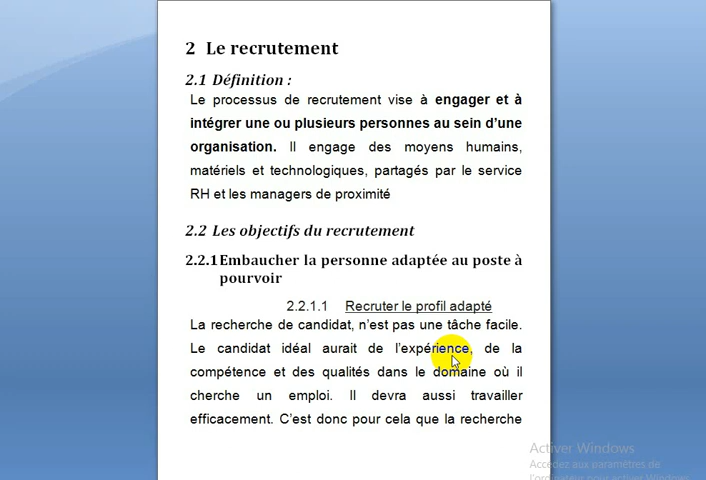 2 Le recrutement
2.1 Définition :
Le processus de recrutement vise à engager et à
intégrer une ou plusieurs personnes au sein d’une
organisation. Il engage des moyens humains,
matériels et technologiques, partagés par le service
RH et les managers de proximité
2.2 Les objectifs du recrutement
2.2.1 Embaucher la personne adaptée au poste à
pourvoir
2.2.1.1 Recruter le profil adapté
La recherche de candidat, n’est pas une tâche facile.
Le candidat idéal aurait de l’expérience, de la
compétence et des qualités dans le domaine où il
cherche un emploi. Il devra aussi travailler
efficacement. C’est donc pour cela que la recherche
Activer Windows
Accédez aux paramètres de
l'ordinateur pour activer Windows